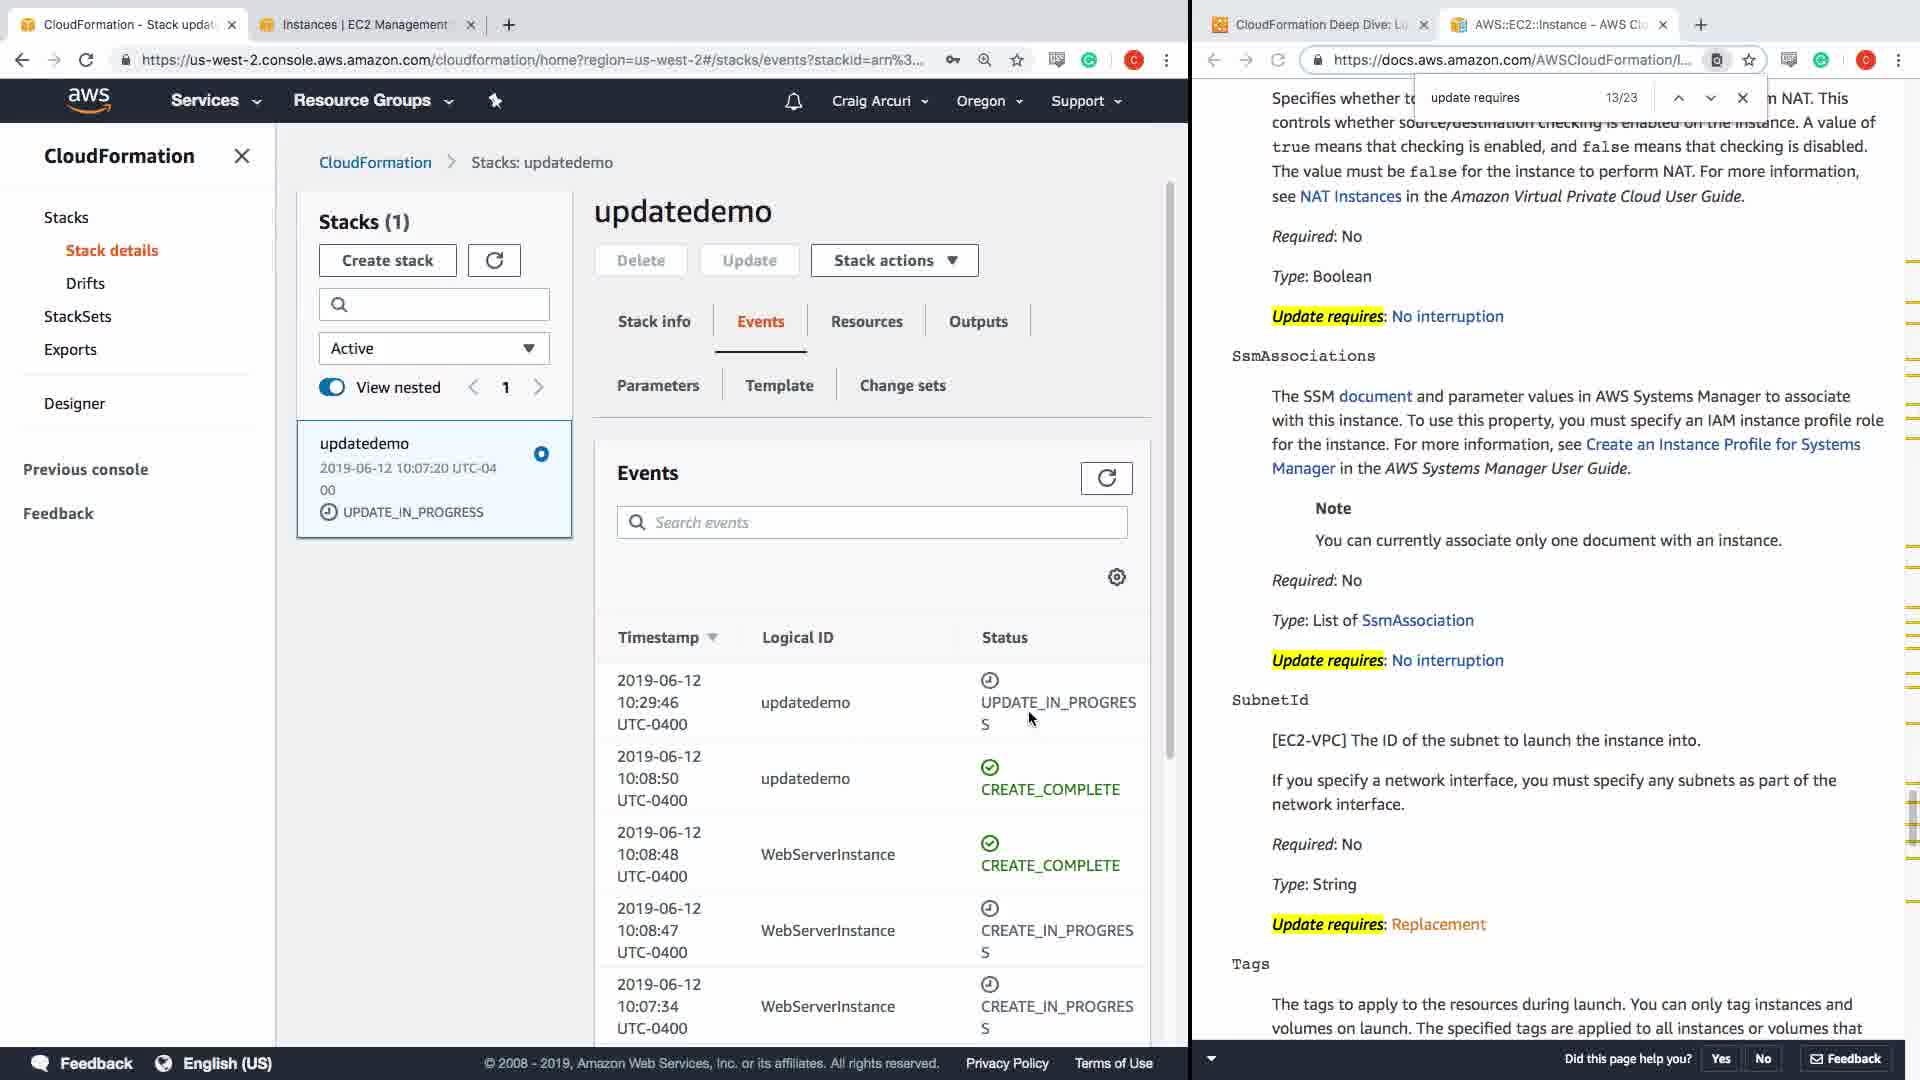 CloudFormation - Stack updat
Instances | EC2 Management
https://us-west-2.console.aws.amazon.com/cloudformation/home?region=us-west-2#/stacks/events?stackid=arn%3...
aws
Services
Resource Groups
Craig Arcuri
Oregon
Support
CloudFormation
Stacks
Stack details
Drifts
StackSets
Exports
Designer
Previous console
Feedback
CloudFormation
Stacks: updatedemo
Stacks (1)
Create stack
Active
View nested
1
updatedemo
2019-06-12 10:07:20 UTC-04
00
UPDATE_IN_PROGRESS
updatedemo
Delete
Update
Stack actions
Stack info
Events
Resources
Outputs
Parameters
Template
Change sets
Events
Search events
Timestamp
Logical ID
Status
2019-06-12
10:29:46
UTC-0400
updatedemo
UPDATE_IN_PROGRES
S
2019-06-12
10:08:50
UTC-0400
updatedemo
CREATE_COMPLETE
2019-06-12
10:08:48
UTC-0400
WebServerInstance
CREATE_COMPLETE
2019-06-12
10:08:47
UTC-0400
WebServerInstance
CREATE_IN_PROGRES
S
2019-06-12
10:07:34
UTC-0400
WebServerInstance
CREATE_IN_PROGRES
S
Feedback
English (US)
© 2008 - 2019, Amazon Web Services, Inc. or its affiliates. All rights reserved.
Privacy Policy
Terms of Use
CloudFormation Deep Dive: Lu
AWS::EC2::Instance - AWS Clo
https://docs.aws.amazon.com/AWSCloudFormation/l...
C
update requires
13/23
Specifies whether to
m NAT. This
controls whether source/destination checking is enabled on the instance. A value of
true means that checking is enabled, and false means that checking is disabled.
The value must be false for the instance to perform NAT. For more information,
see NAT Instances in the Amazon Virtual Private Cloud User Guide.
Required: No
Type: Boolean
Update requires: No interruption
SsmAssociations
The SSM document and parameter values in AWS Systems Manager to associate
with this instance. To use this property, you must specify an IAM instance profile role
for the instance. For more information, see Create an Instance Profile for Systems
Manager in the AWS Systems Manager User Guide.
Note
You can currently associate only one document with an instance.
Required: No
Type: List of SsmAssociation
Update requires: No interruption
SubnetId
[EC2-VPC] The ID of the subnet to launch the instance into.
If you specify a network interface, you must specify any subnets as part of the
network interface.
Required: No
Type: String
Update requires: Replacement
Tags
The tags to apply to the resources during launch. You can only tag instances and
volumes on launch. The specified tags are applied to all instances or volumes that
Did this page help you?
Yes
No
Feedback